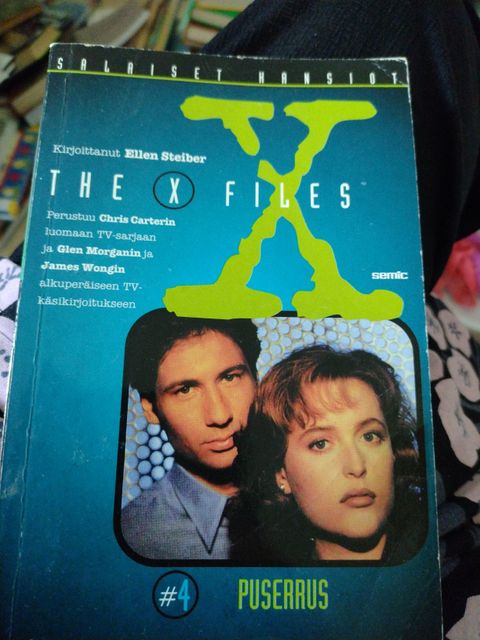 SALAISET KANSIOT
Kirjoittanut Ellen Steiber
THE X FILES™
Perustuu Chris Carterin
luomaan TV-sarjaan
ja Glen Morganin ja
James Wongin
alkuperäiseen TV-
käsikirjoitukseen
X
semic
#4
PUSERRUS